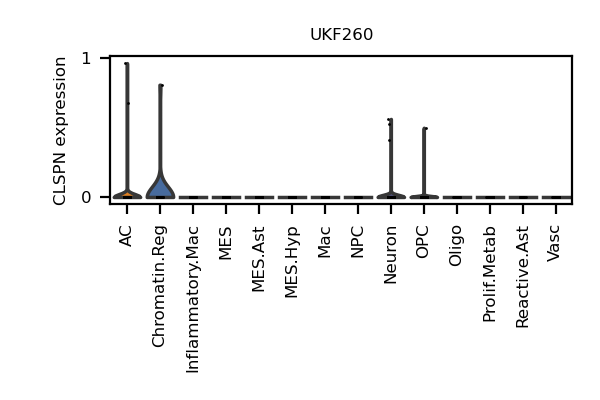 UKF260
CLSPN expression
1
0
AC
Chromatin.Reg
Inflammatory.Mac
MES
MES.Ast
MES.Hyp
Mac
NPC
Neuron
OPC
Oligo
Prolif.Metab
Reactive.Ast
Vasc